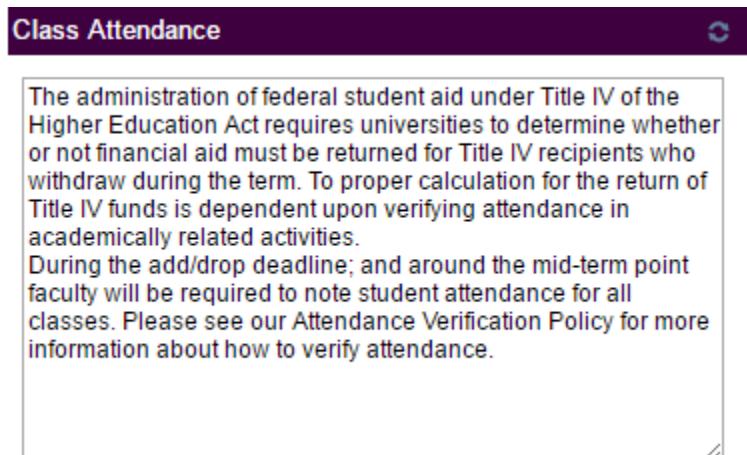 Class Attendance
The administration of federal student aid under Title IV of the
Higher Education Act requires universities to determine whether
or not financial aid must be returned for Title IV recipients who
withdraw during the term. To proper calculation for the return of
Title IV funds is dependent upon verifying attendance in
academically related activities.
During the add/drop deadline; and around the mid-term point
faculty will be required to note student attendance for all
classes. Please see our Attendance Verification Policy for more
information about how to verify attendance.